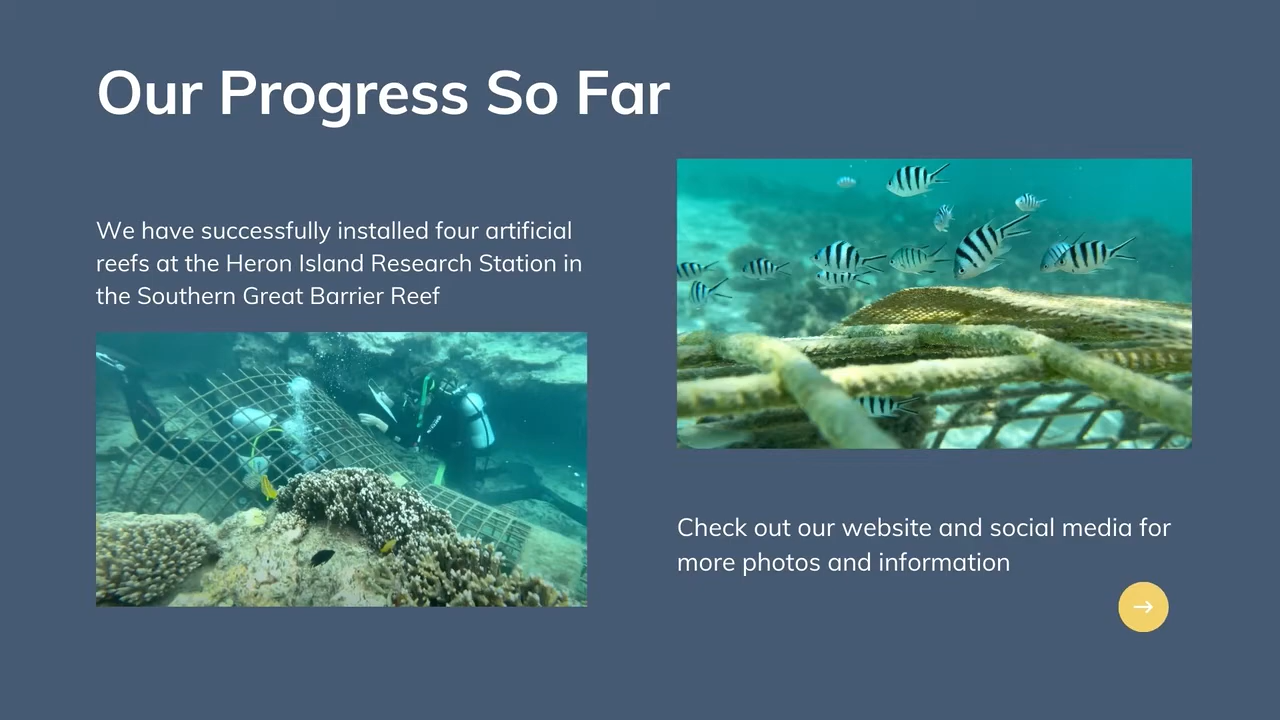 Our Progress So Far
We have successfully installed four artificial
reefs at the Heron Island Research Station in
the Southern Great Barrier Reef
Check out our website and social media for
more photos and information